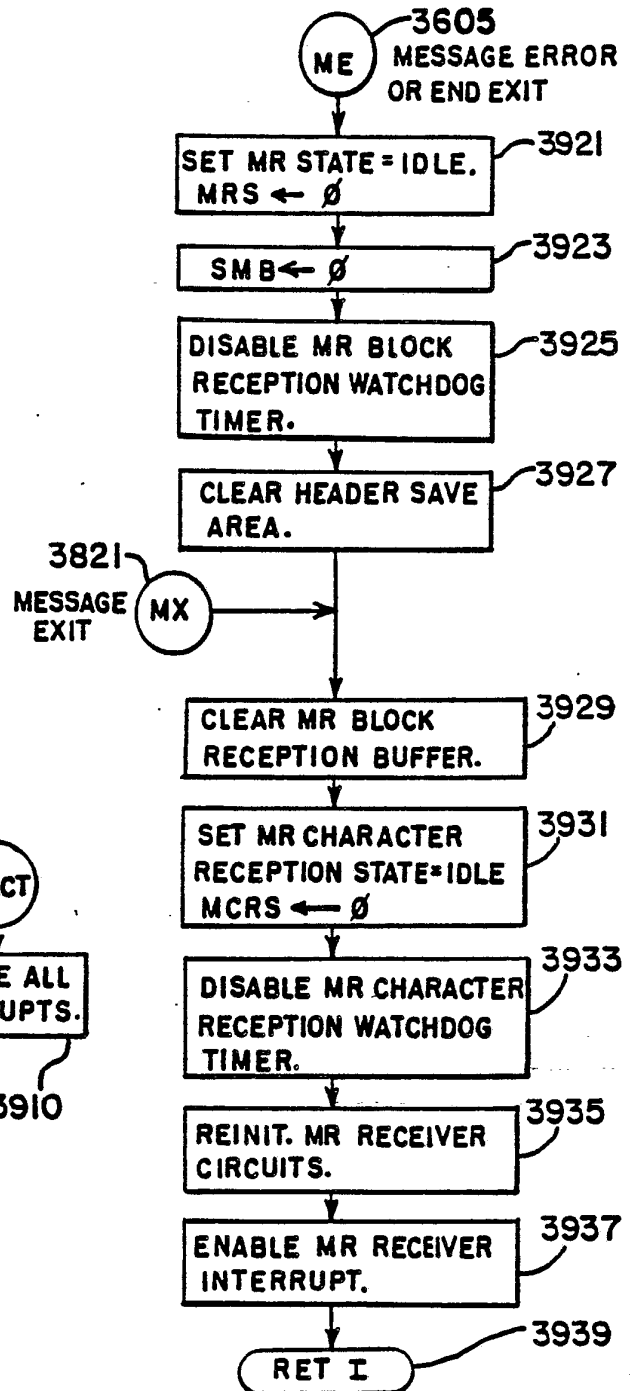 3605
ME
MESSAGE ERROR
OR END EXIT
3921
SET MR STATE = IDLE.
MRS ← Ø
3923
SMB ← Ø
3925
DISABLE MR BLOCK
RECEPTION WATCHDOG
TIMER.
3927
CLEAR HEADER SAVE
AREA.
3821
MESSAGE
EXIT
MX
3929
CLEAR MR BLOCK
RECEPTION BUFFER.
3931
SET MR CHARACTER
RECEPTION STATE=IDLE
MCRS ← Ø
CT
3933
DISABLE MR CHARACTER
RECEPTION WATCHDOG
TIMER.
E ALL
UPTS.
3910
3935
REINIT. MR RECEIVER
CIRCUITS.
3937
ENABLE MR RECEIVER
INTERRUPT.
3939
RET I